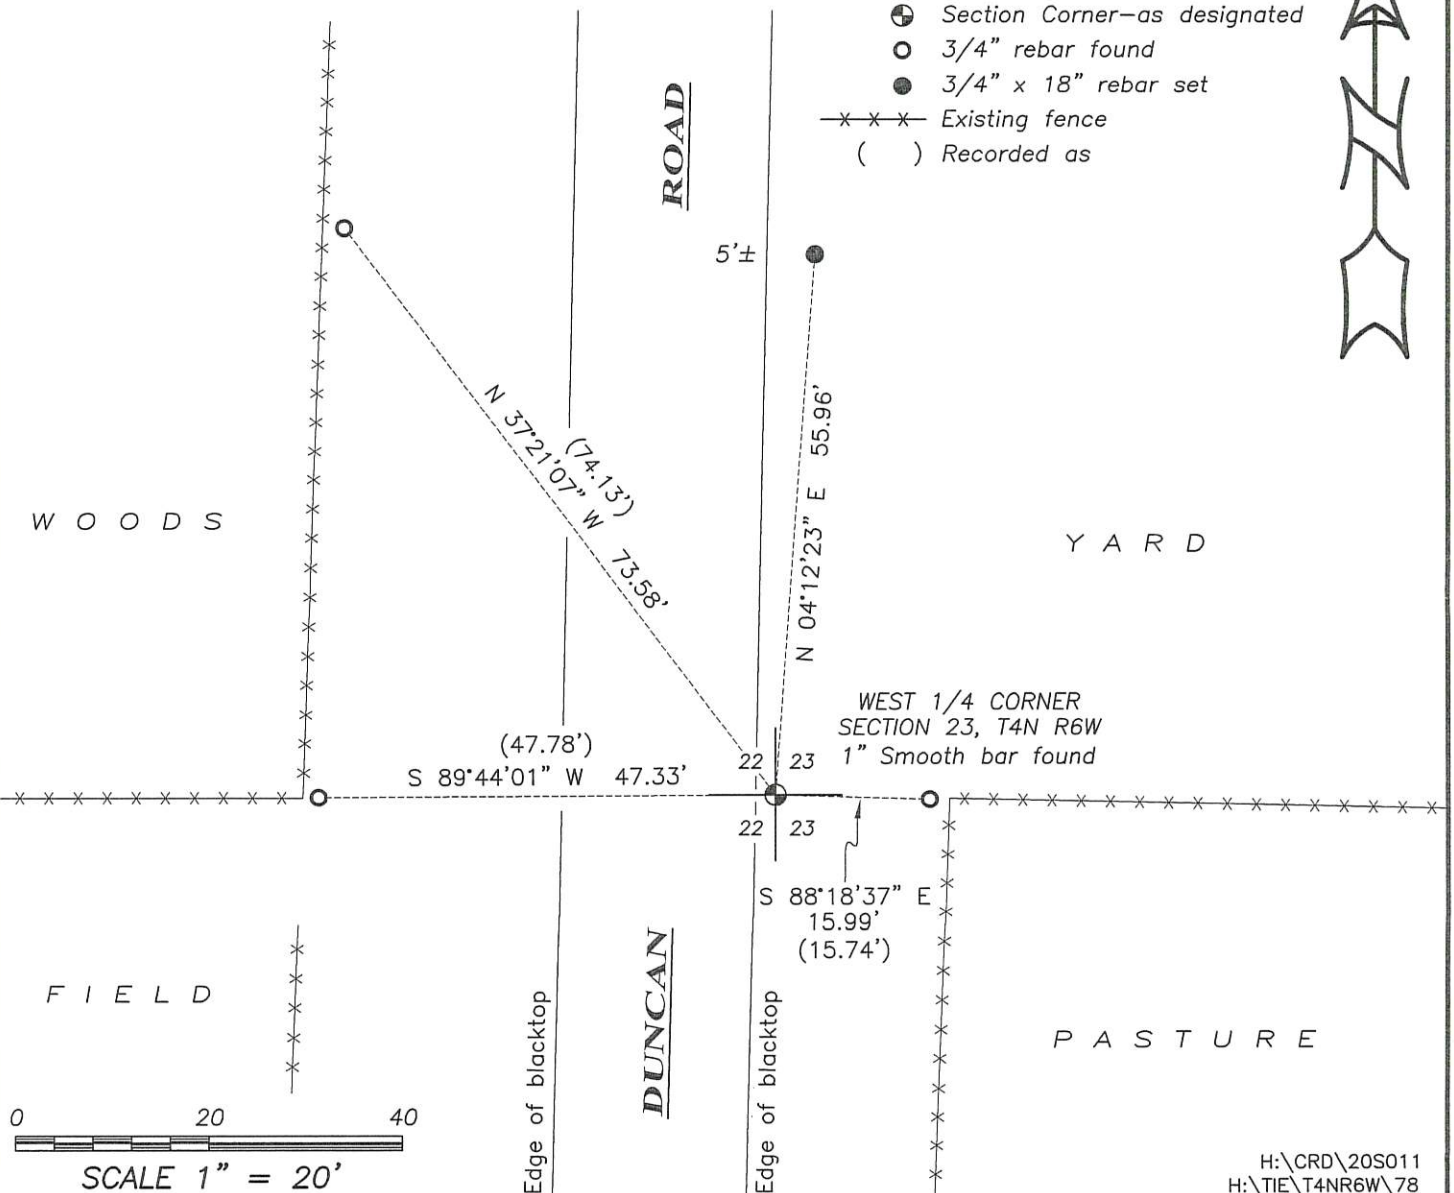 Section Corner—as designated
3/4" rebar found
3/4" x 18" rebar set
Existing fence
( ) Recorded as
N
ROAD
5'±
N 37°21'07" W 73.58'
(74.13')
N 04°12'23" E 55.96'
W O O D S
Y A R D
WEST 1/4 CORNER
SECTION 23, T4N R6W
1" Smooth bar found
(47.78')
S 89°44'01" W 47.33'
22 23
22 23
S 88°18'37" E
15.99'
(15.74')
F I E L D
DUNCAN
Edge of blacktop
Edge of blacktop
P A S T U R E
0 20 40
SCALE 1" = 20'
H:\CRD\20S011
H:\TIE\T4NR6W\78